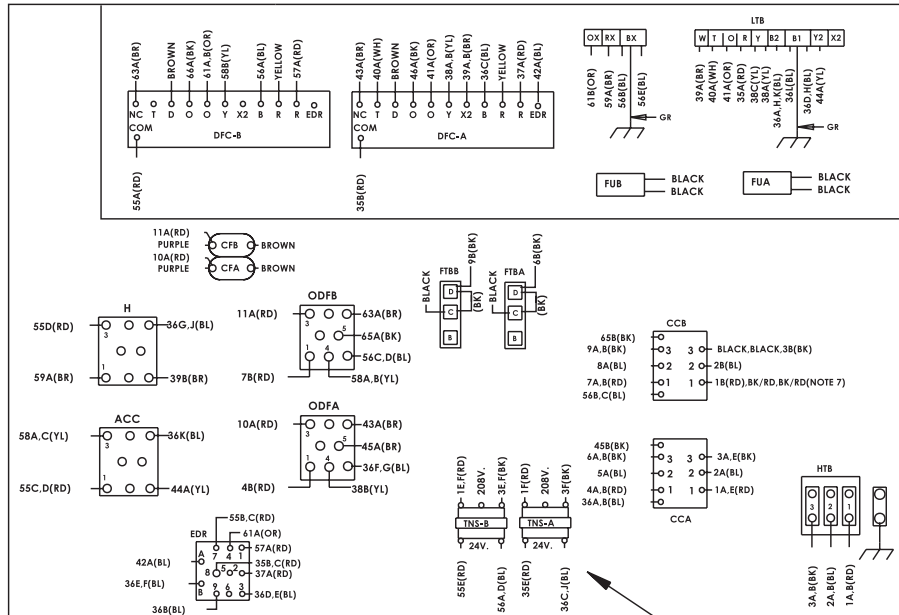 63A(BR) BROWN 66A(BK) 61A,B(OR) 58B(YL) 56A(BL) YELLOW 57A(RD)
NC T D O O Y X2 B R R EDR
COM
DFC-B
55A(RD)
43A(BR) 40A(WH) BROWN 46A(BK) 41A(OR) 38A,B(YL) 39A,B(BR) 36C(BL) YELLOW 37A(RD) 42A(BL)
NC T D O O Y X2 B R R EDR
COM
DFC-A
35B(RD)
OX RX BX
61B(OR) 59A(BR) 56B(BL) 56E(BL)
GR
LTB
W T O R Y B2 B1 Y2 X2
39A(BR) 40A(WH) 41A(OR) 35A(RD) 38C(YL) 38A(YL) 36A,H,K(BL) 36L(BL) 36D,H(BL) 44A(YL)
GR
FUB BLACK
BLACK
FUA BLACK
BLACK
11A(RD)
PURPLE CFB BROWN
10A(RD)
PURPLE CFA BROWN
H
55D(RD) 3 36G,J(BL)
59A(BR) 1 39B(BR)
ODFB
11A(RD) 3 63A(BR)
5 65A(BK)
1 4 56C,D(BL)
7B(RD) 58A,B(YL)
FTBB
BLACK 9B(BK)
D
C (BK)
B
FTBA
BLACK 6B(BK)
D
C (BK)
B
CCB
65B(BK)
9A,B(BK) 3 3 BLACK,BLACK,3B(BK)
8A(BL) 2 2 2B(BL)
7A,B(RD) 1 1 1B(RD),BK/RD,BK/RD(NOTE 7)
56B,C(BL)
ACC
58A,C(YL) 3 36K(BL)
55C,D(RD) 1 44A(YL)
ODFA
10A(RD) 3 43A(BR)
5 45A(BR)
1 4 36F,G(BL)
4B(RD) 38B(YL)
45B(BK)
6A,B(BK) 3 3 3A,E(BK)
5A(BL) 2 2 2A(BL)
4A,B(RD) 1 1 1A,E(RD)
36A,B(BL)
CCA
HTB
3 2 1
3A,B(BK) 2A,B(BL) 1A,B(RD)
1E,F(RD) 208V. 3E,F(BK)
TNS-B
24V.
55E(RD) 56A,D(BL)
1F(RD) 208V. 3F(BK)
TNS-A
24V.
35E(RD) 36C,J(BL)
55B,C(RD)
61A(OR)
EDR
A 7 4 1 57A(RD)
42A(BL) 35B,C(RD)
8 5 2 37A(RD)
36E,F(BL) B 9 6 3 36D,E(BL)
36B(BL)